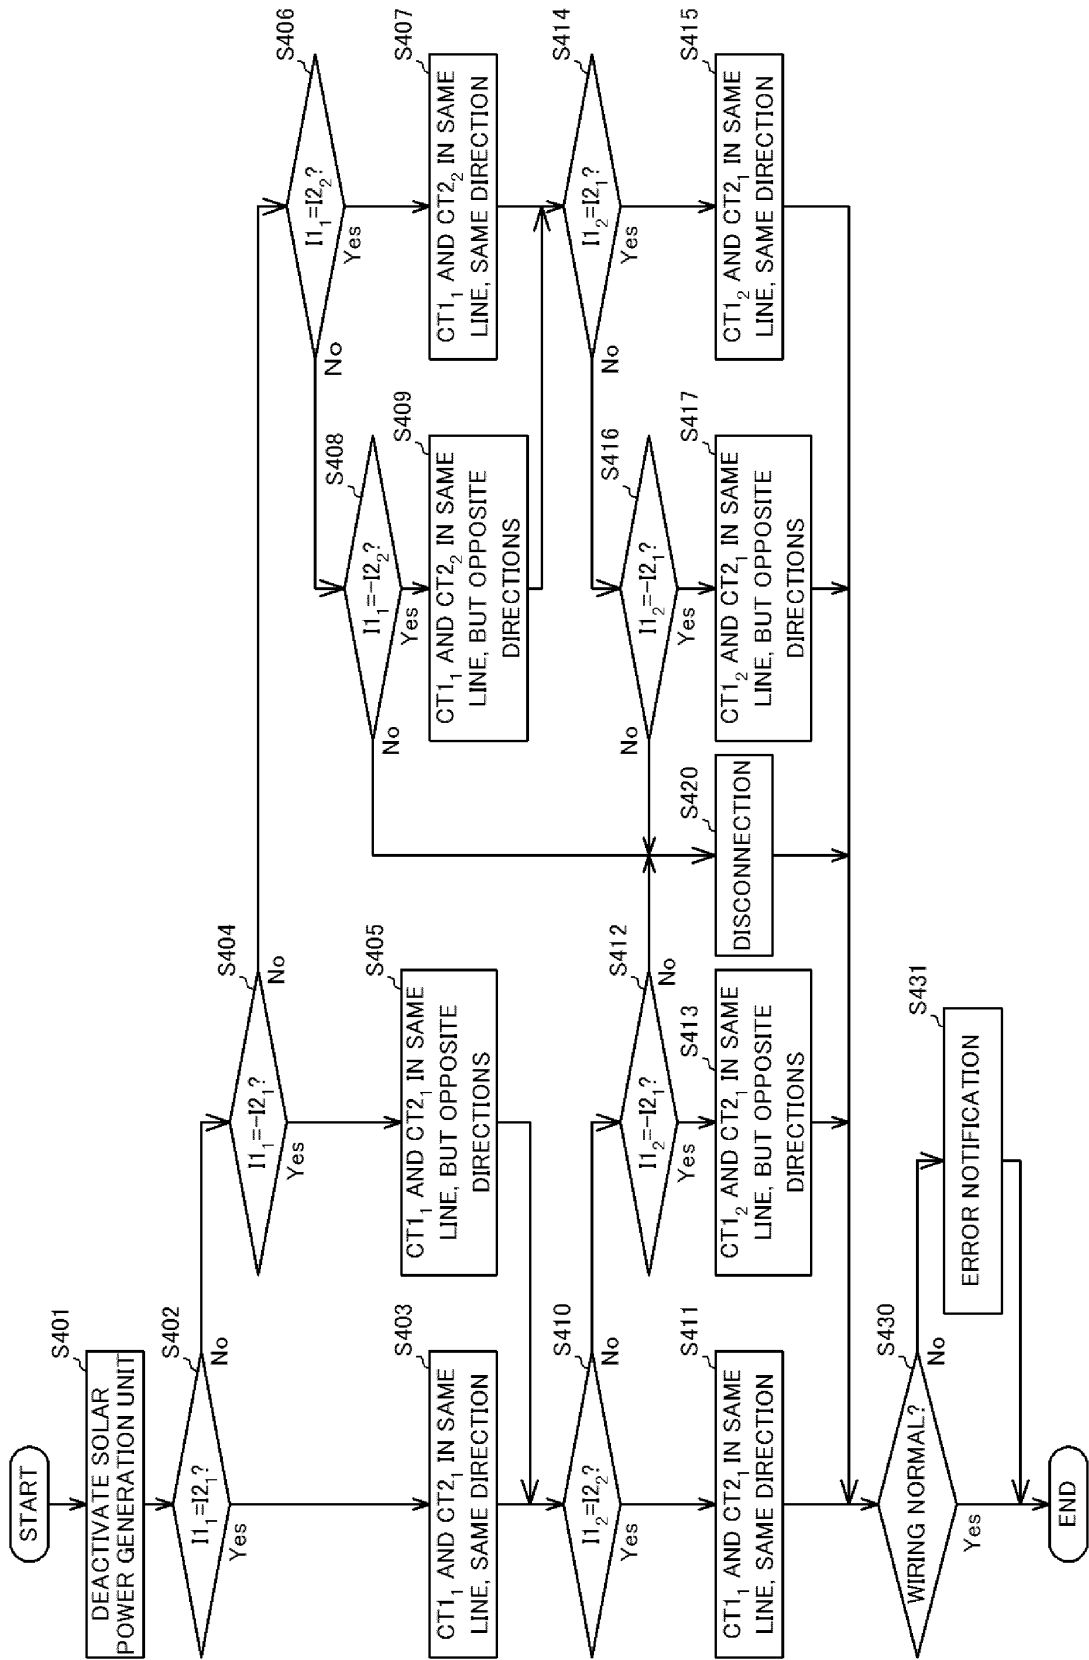 START
S401
DEACTIVATE SOLAR
POWER GENERATION UNIT
S402
I1₁=I2₁?
Yes
No
S404
I1₁=-I2₁?
Yes
No
S406
I1₁=I2₂?
Yes
No
S408
I1₁=-I2₂?
Yes
No
S403
CT1₁ AND CT2₁ IN SAME
LINE, SAME DIRECTION
S405
CT1₁ AND CT2₁ IN SAME
LINE, BUT OPPOSITE
DIRECTIONS
S409
CT1₁ AND CT2₂ IN SAME
LINE, BUT OPPOSITE
DIRECTIONS
S407
CT1₁ AND CT2₂ IN SAME
LINE, SAME DIRECTION
S410
I1₂=I2₂?
Yes
No
S412
I1₂=-I2₁?
Yes
No
S416
I1₂=-I2₁?
Yes
No
S414
I1₂=I2₁?
Yes
No
S411
CT1₁ AND CT2₁ IN SAME
LINE, SAME DIRECTION
S413
CT1₂ AND CT2₁ IN SAME
LINE, BUT OPPOSITE
DIRECTIONS
S420
DISCONNECTION
S417
CT1₂ AND CT2₁ IN SAME
LINE, BUT OPPOSITE
DIRECTIONS
S415
CT1₂ AND CT2₁ IN SAME
LINE, SAME DIRECTION
S430
WIRING NORMAL?
Yes
No
S431
ERROR NOTIFICATION
END